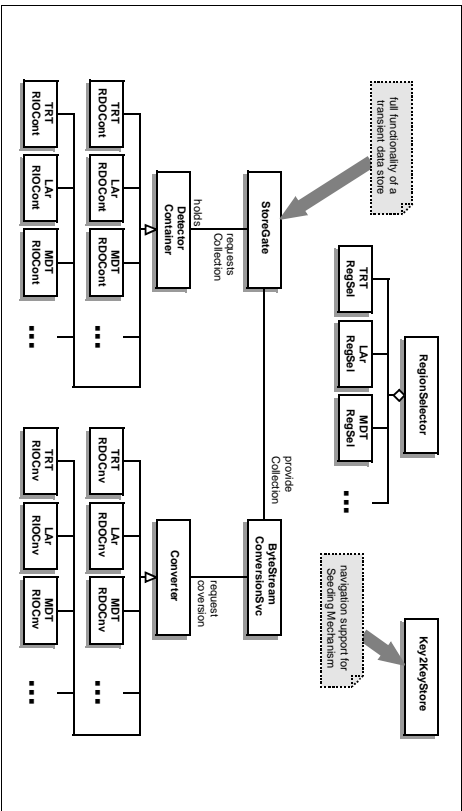 RegionSelector
Key2KeyStore
full functionality of a
transient data store
TRT
RegSel
LAr
RegSel
MDT
RegSel
...
navigation support for
Seeding Mechanism
StoreGate
provide
Collection
ByteStream
ConversionSvc
requests
Collection
holds
request
coversion
Detector
Container
Converter
TRT
RDOCont
LAr
RDOCont
MDT
RDOCont
...
TRT
RDOCnv
LAr
RDOCnv
MDT
RDOCnv
...
TRT
RIOCont
LAr
RIOCont
MDT
RIOCont
...
TRT
RIOCnv
LAr
RIOCnv
MDT
RIOCnv
...